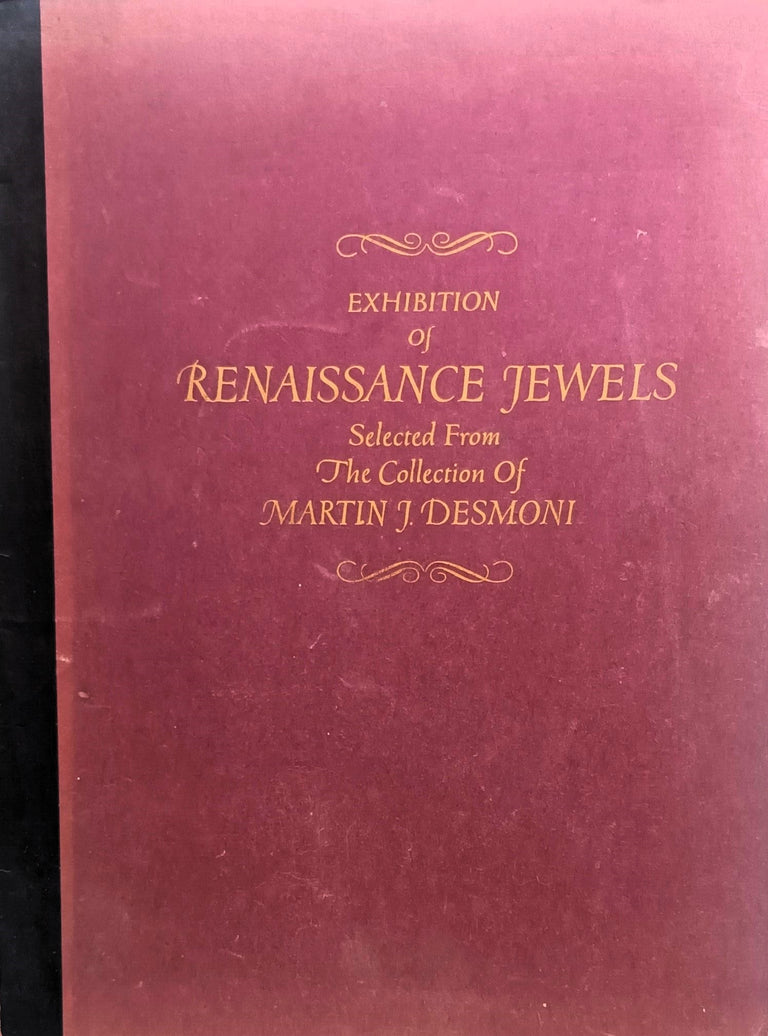 EXHIBITION
Of
RENAISSANCE JEWELS
Selected From
The Collection Of
MARTIN J. DESMONI